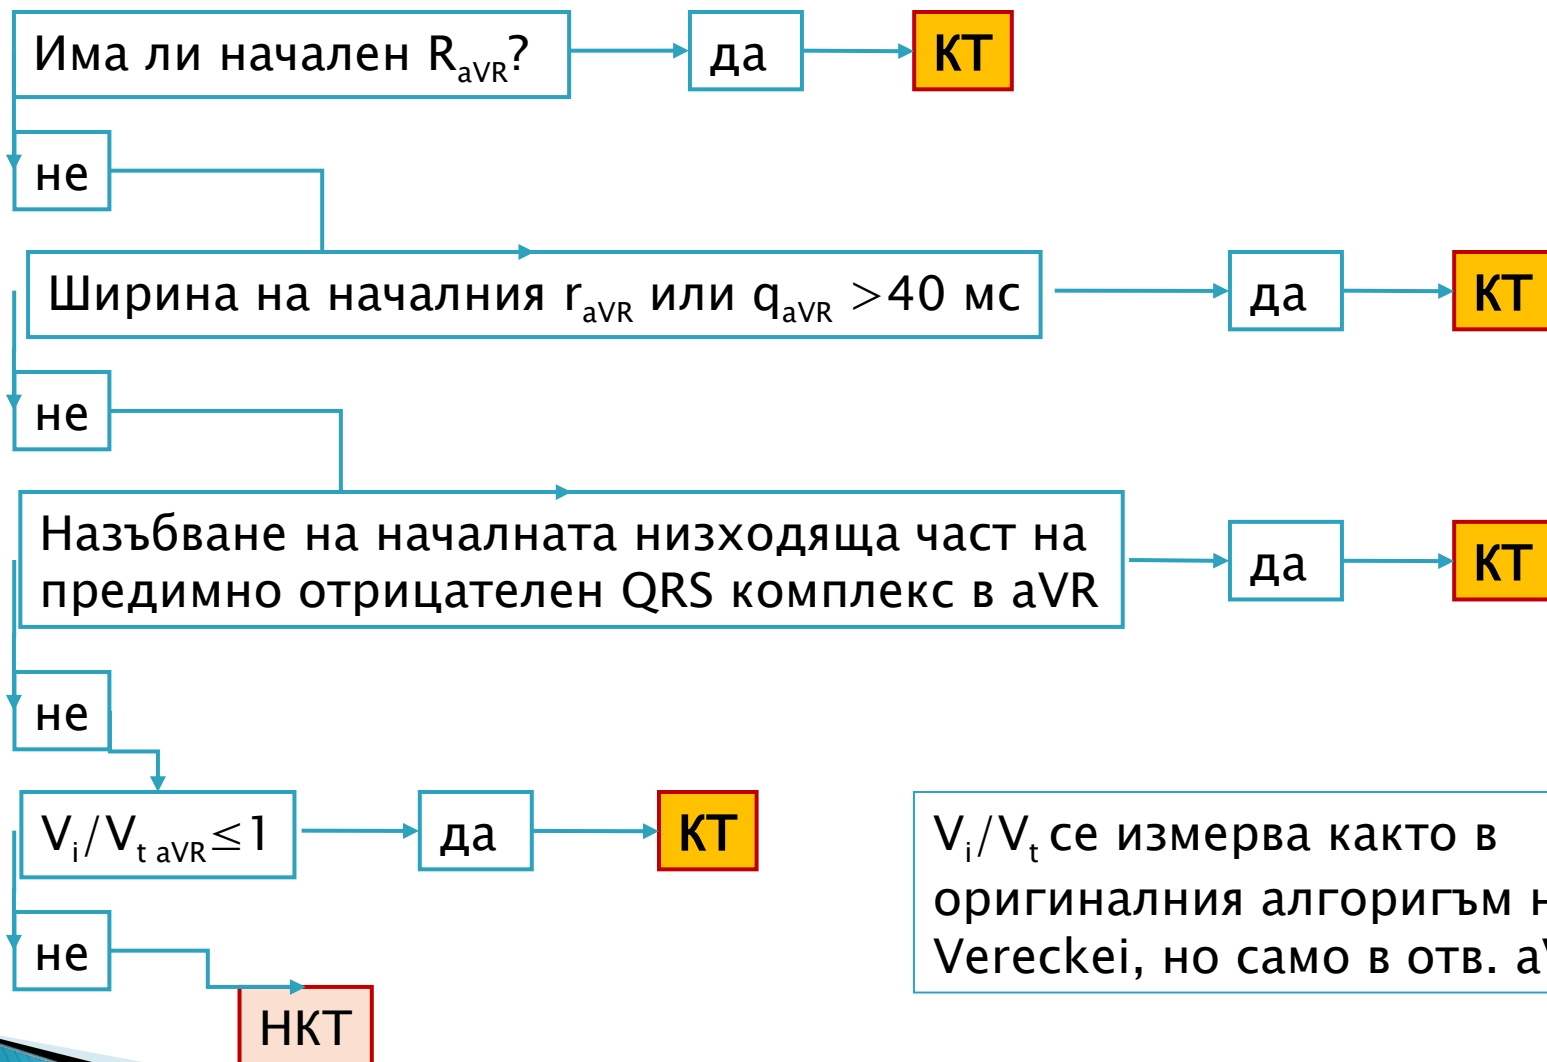 Има ли начален RaVR?
да
КТ
не
Ширина на началния raVR или qaVR >40 мс
да
КТ
не
Назъбване на началната низходяща част на
предимно отрицателен QRS комплекс в aVR
да
КТ
не
Vi/Vt aVR≤1
да
КТ
Vi/Vt се измерва както в
оригиналния алгоригъм
Vereckei, но само в отв.
не
НКТ